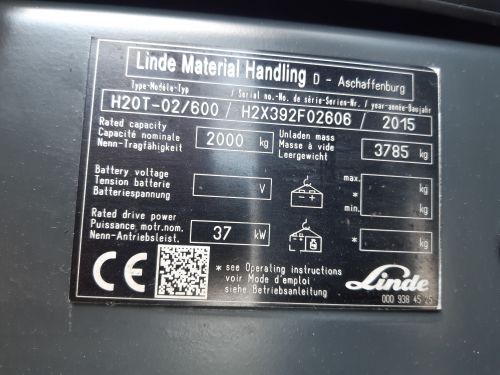 Linde Material Handling D - Aschaffenburg
Type-Modèle-Typ / Serial no.-No. de série-Serien-Nr. / year-année-Baujahr
H20T-02/600 / H2X392F02606 / 2015
Rated capacity
Capacité nominale
Nenn-Tragfähigkeit
2000 kg
Unladen mass
Masse à vide
Leergewicht
3785 kg
Battery voltage
Tension batterie
Batteriespannung
V
max.
* kg
min.
* kg
Rated drive power
Puissance motr.nom.
Nenn-Antriebsleist.
37 kW
* kg
CE
* see Operating instructions
voir Mode d'emploi
siehe Betriebsanleitung
Linde
000 938 45 25